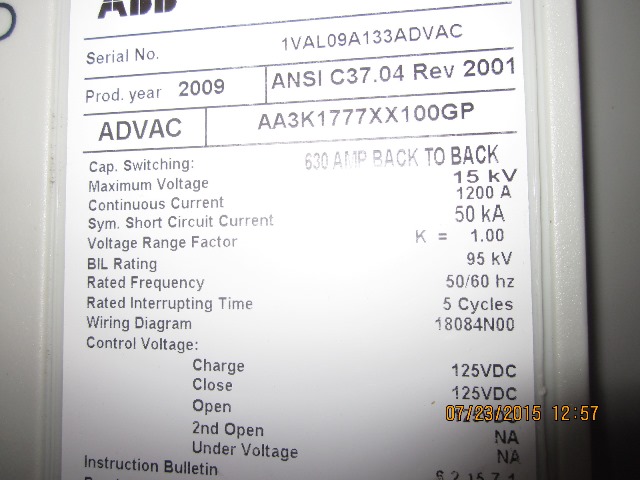 ABB
Serial No. 1VAL09A133ADVAC
Prod. year 2009 ANSI C37.04 Rev 2001
ADVAC AA3K1777XX100GP
Cap. Switching: 630 AMP BACK TO BACK
Maximum Voltage 15 kV
Continuous Current 1200 A
Sym. Short Circuit Current 50 kA
Voltage Range Factor K = 1.00
BIL Rating 95 kV
Rated Frequency 50/60 hz
Rated Interrupting Time 5 Cycles
Wiring Diagram 18084N00
Control Voltage:
Charge 125VDC
Close 125VDC
Open
07/23/2015 12:57
2nd Open NA
Under Voltage NA
Instruction Bulletin